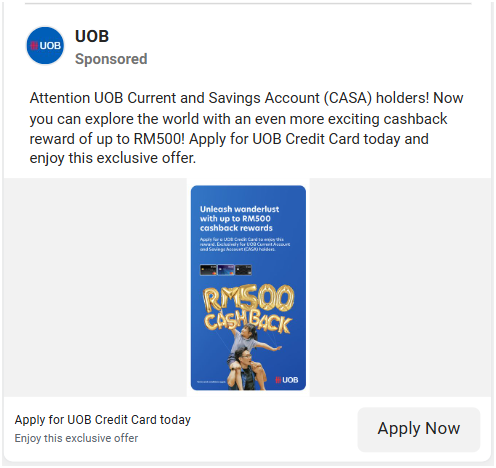 UOB
UOB
Sponsored
Attention UOB Current and Savings Account (CASA) holders! Now
you can explore the world with an even more exciting cashback
reward of up to RM500! Apply for UOB Credit Card today and
enjoy this exclusive offer.
Unleash wanderlust
with up to RM500
cashback rewards
Apply for a UOB Credit Card to enjoy this
reward. Exclusively for UOB Current Account
and Savings Account (CASA) holders.
RM500
CASHBACK
UOB
Apply for UOB Credit Card today
Enjoy this exclusive offer
Apply Now